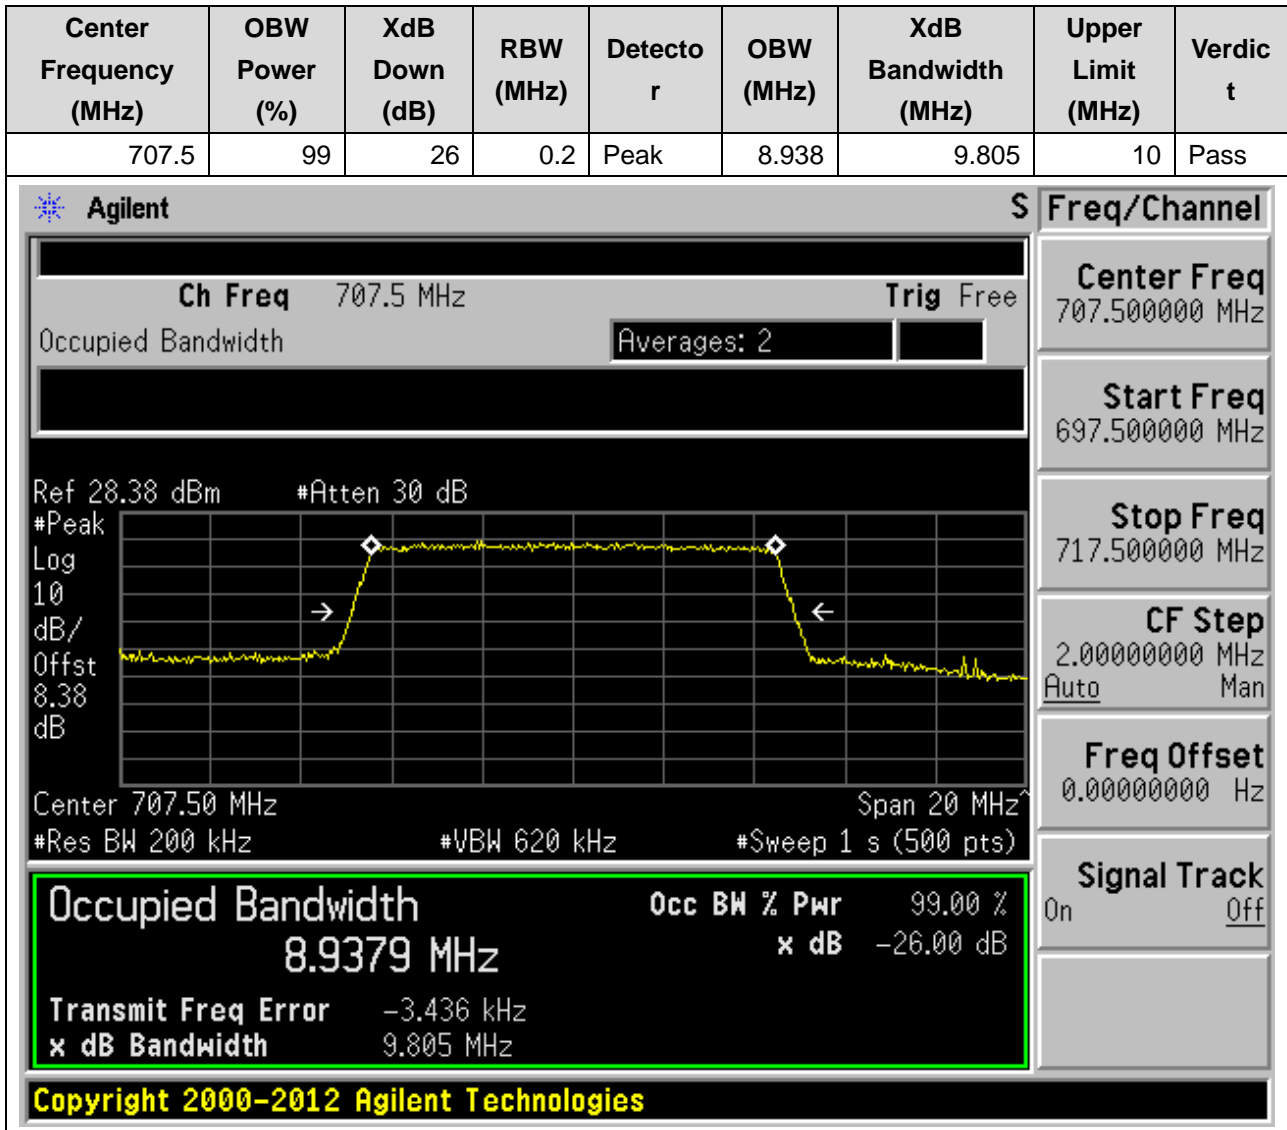 Center Frequency (MHz) OBW Power (%) XdB Down (dB) RBW (MHz) Detector OBW (MHz) XdB Bandwidth (MHz) Upper Limit (MHz) Verdict
707.5 99 26 0.2 Peak 8.938 9.805 10 Pass
Agilent S Freq/Channel
Ch Freq 707.5 MHz Trig Free
Occupied Bandwidth Averages: 2
Center Freq
707.500000 MHz
Start Freq
697.500000 MHz
Stop Freq
717.500000 MHz
CF Step
2.00000000 MHz
Auto Man
Freq Offset
0.00000000 Hz
Signal Track
On Off
Ref 28.38 dBm #Atten 30 dB
#Peak
Log
10
dB/
Offst
8.38
dB
Center 707.50 MHz Span 20 MHz^
#Res BW 200 kHz #VBW 620 kHz #Sweep 1 s (500 pts)
Occupied Bandwidth Occ BW % Pwr 99.00 %
8.9379 MHz x dB -26.00 dB
Transmit Freq Error -3.436 kHz
x dB Bandwidth 9.805 MHz
Copyright 2000-2012 Agilent Technologies